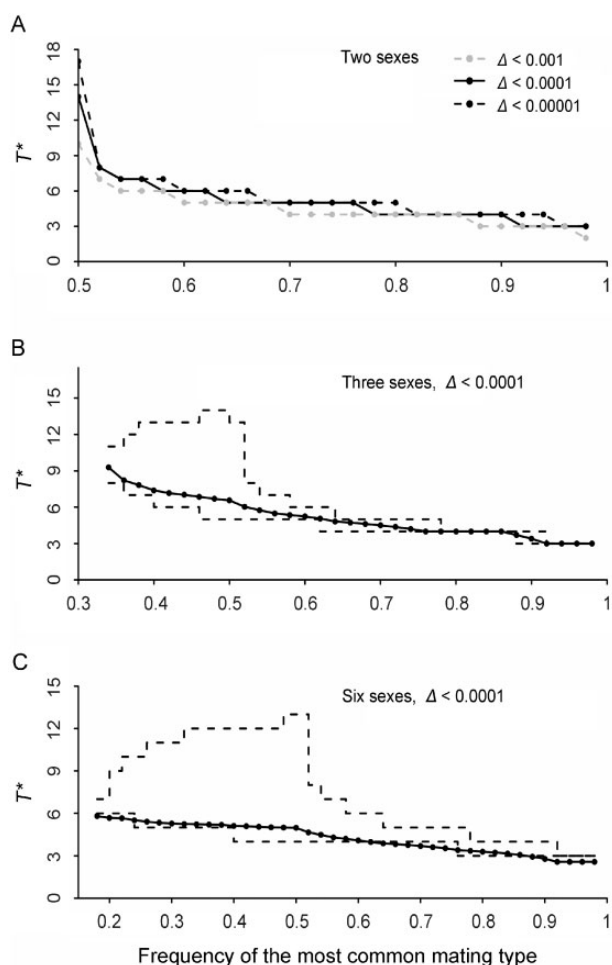 A
Two sexes
Δ < 0.001
Δ < 0.0001
Δ < 0.00001
T*
18
15
12
9
6
3
0
0.5 0.6 0.7 0.8 0.9 1
B
Three sexes, Δ < 0.0001
T*
15
12
9
6
3
0
0.3 0.4 0.5 0.6 0.7 0.8 0.9 1
C
Six sexes, Δ < 0.0001
T*
15
12
9
6
3
0
0.2 0.3 0.4 0.5 0.6 0.7 0.8 0.9 1
Frequency of the most common mating type